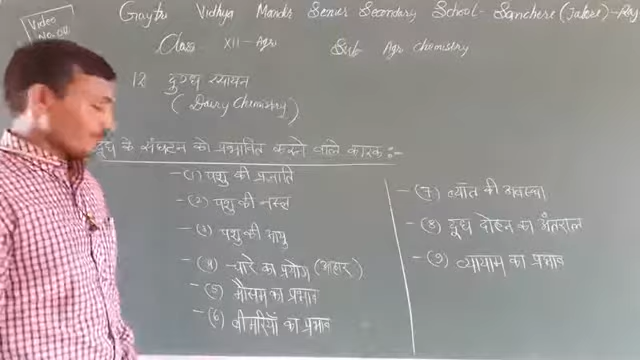 Video No. 04
Gaytri Vidhya Mandir Senior Secondary School - Sanchore (Jalore) - Raj
Class XII - Agri Sub Agri Chemistry
12 दुग्ध रसायन
(Dairy Chemistry)
दूध के संघटन को प्रभावित करने वाले कारक :-
- (1) पशु की प्रजाति
- (2) पशु की नस्ल
- (3) पशु की आयु
- (4) चारे का प्रयोग (आहार)
- (5) मौसम का प्रभाव
- (6) बीमारियों का प्रभाव
- (7) ब्याँत की अवस्था
- (8) दूध दोहन का अंतराल
- (9) व्यायाम का प्रभाव